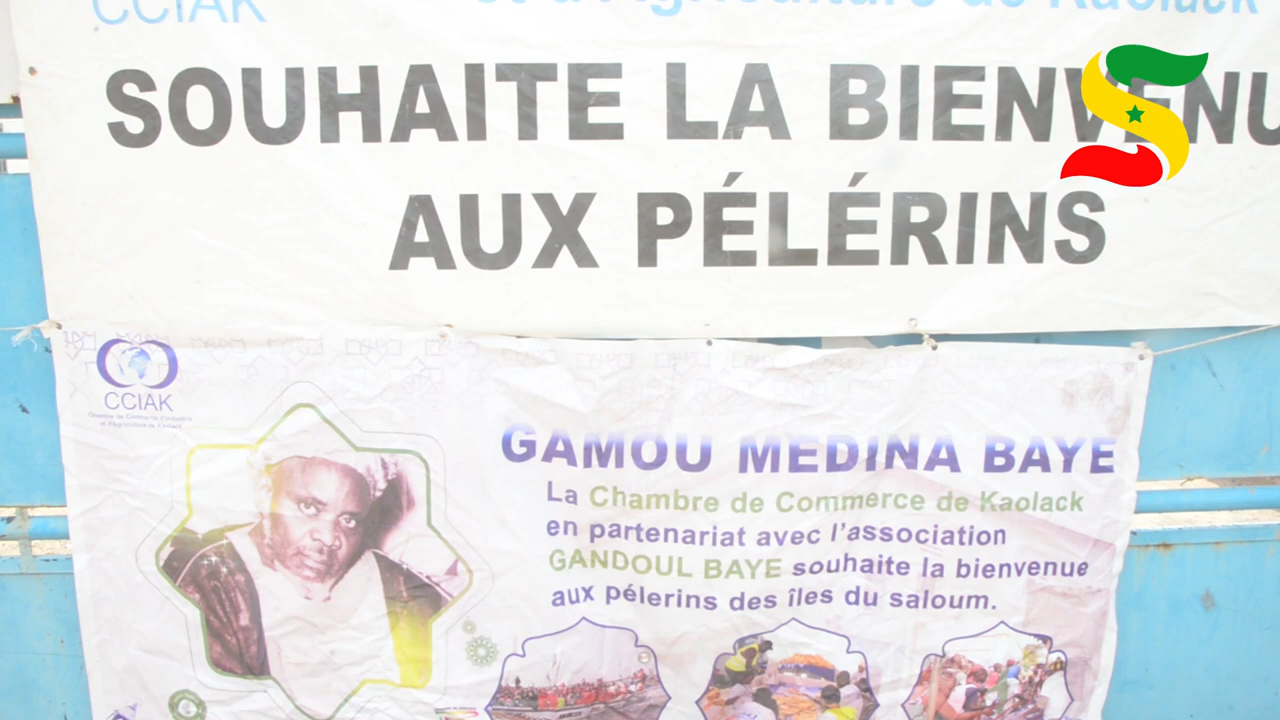 CCIAK et d'Agriculture de Kaolack
SOUHAITE LA BIENVENU
AUX PÉLÉRINS
CCIAK
Chambre de Commerce d'Industrie
et d'Agriculture de Kaolack
GAMOU MEDINA BAYE
La Chambre de Commerce de Kaolack
en partenariat avec l'association
GANDOUL BAYE souhaite la bienvenue
aux pélerins des îles du saloum.